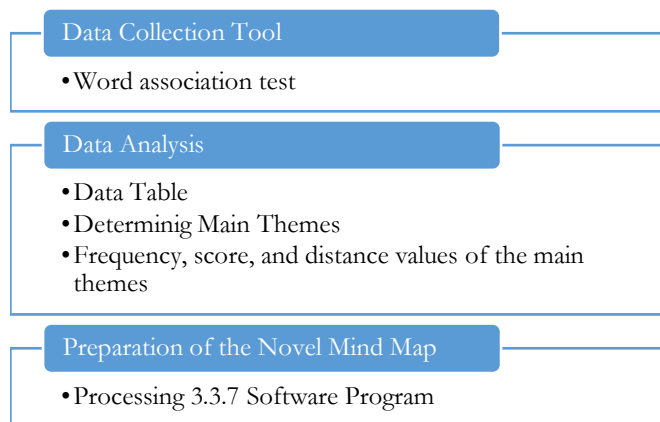 Data Collection Tool
•Word association test
Data Analysis
•Data Table
•Determinig Main Themes
•Frequency, score, and distance values of the main
themes
Preparation of the Novel Mind Map
•Processing 3.3.7 Software Program